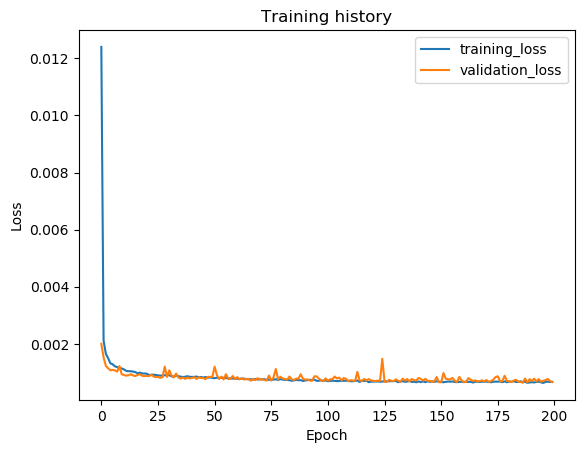 Training history
training_loss
validation_loss
0.012
0.010
0.008
0.006
0.004
0.002
Loss
0 25 50 75 100 125 150 175 200
Epoch